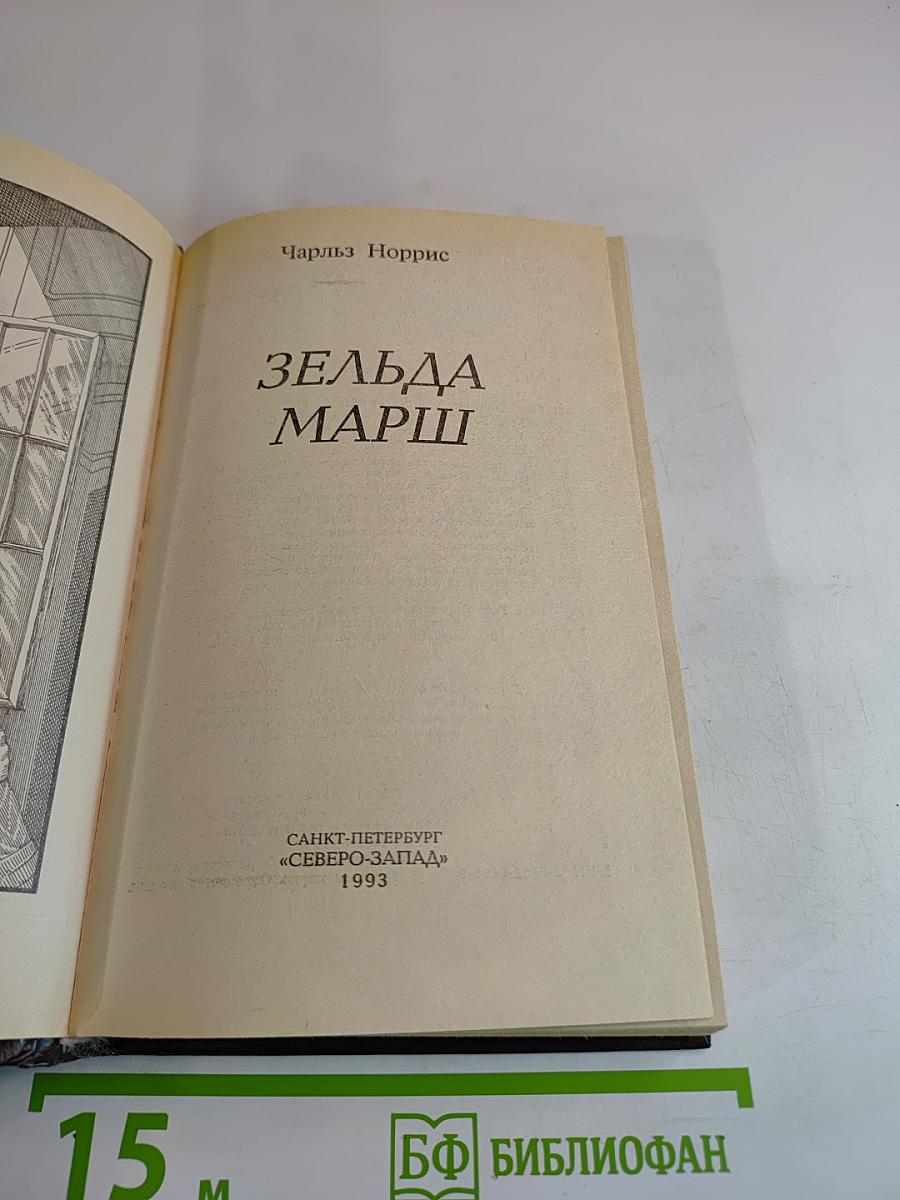 Чарльз Норрис
ЗЕЛЬДА
МАРШ
САНКТ-ПЕТЕРБУРГ
«СЕВЕРО-ЗАПАД»
1993
15 м
БФ БИБЛИОФАН